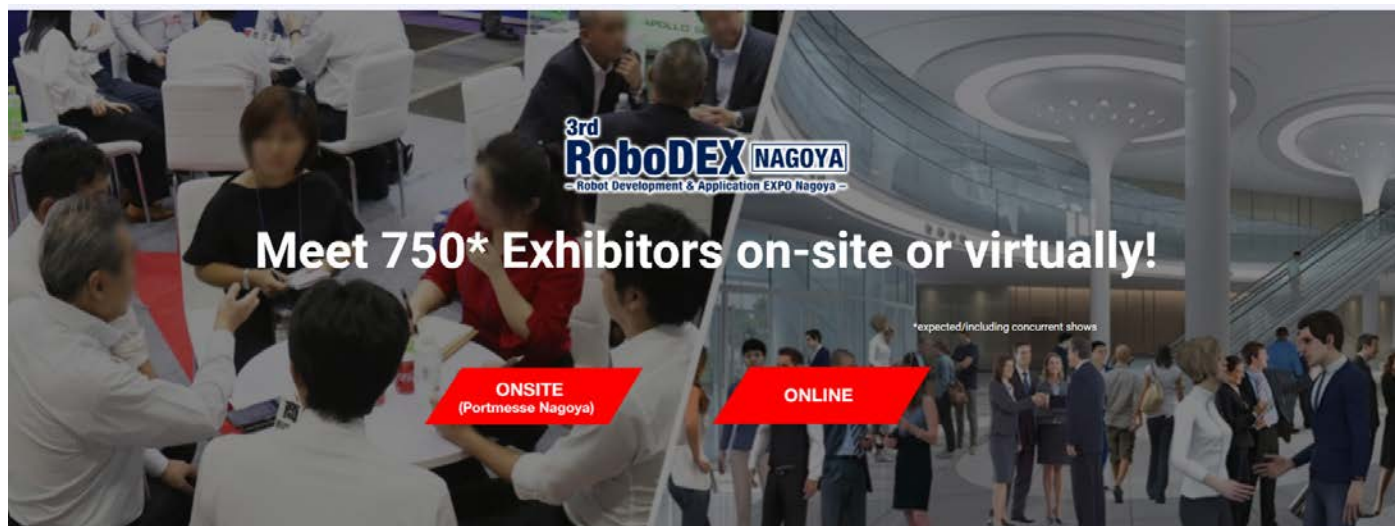 APOLLO
3rd
RoboDEX NAGOYA
– Robot Development & Application EXPO Nagoya –
Meet 750* Exhibitors on-site or virtually!
*expected/including concurrent shows
ONSITE
(Portmesse Nagoya)
ONLINE